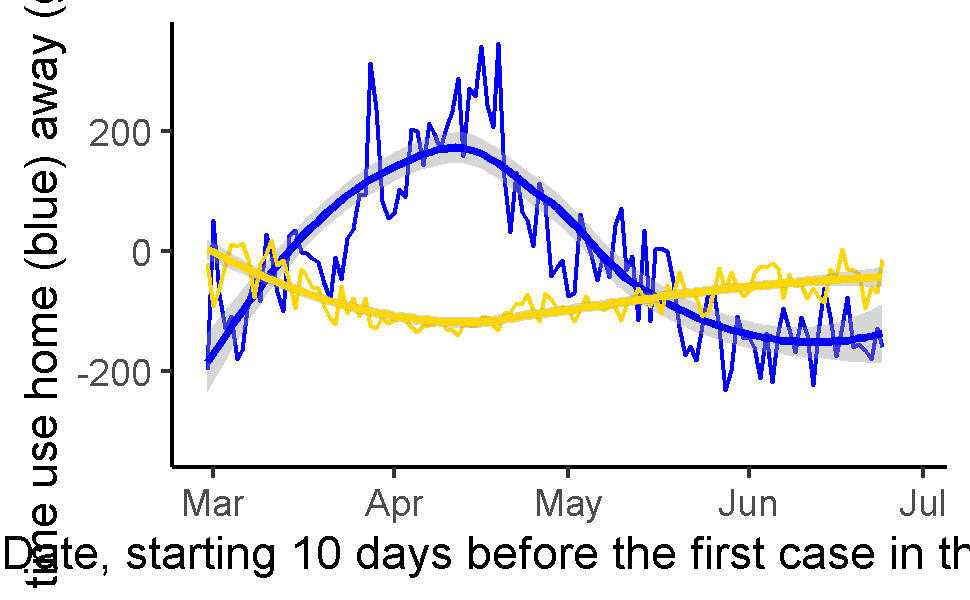 time use home (blue) away (
200
0
-200
Mar Apr May Jun Jul
Date, starting 10 days before the first case in th